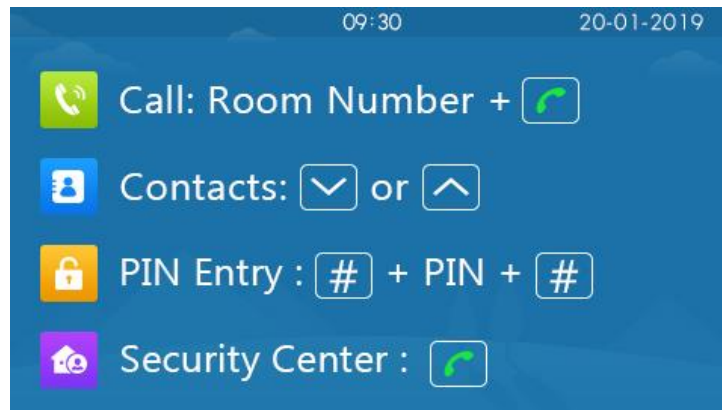 09:30 20-01-2019
Call: Room Number +
Contacts: or
PIN Entry : # + PIN + #
Security Center :